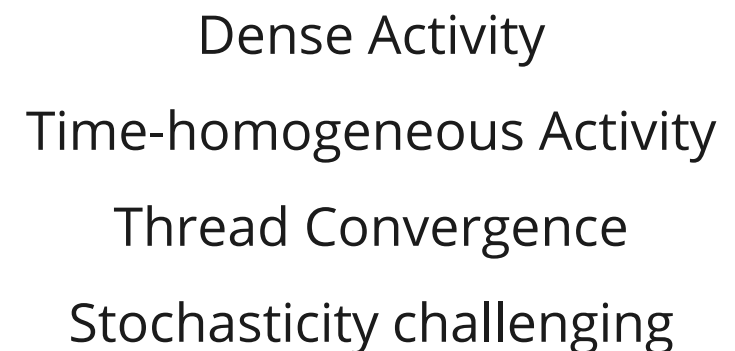 Dense Activity
Time-homogeneous Activity
Thread Convergence
Stochasticity challenging